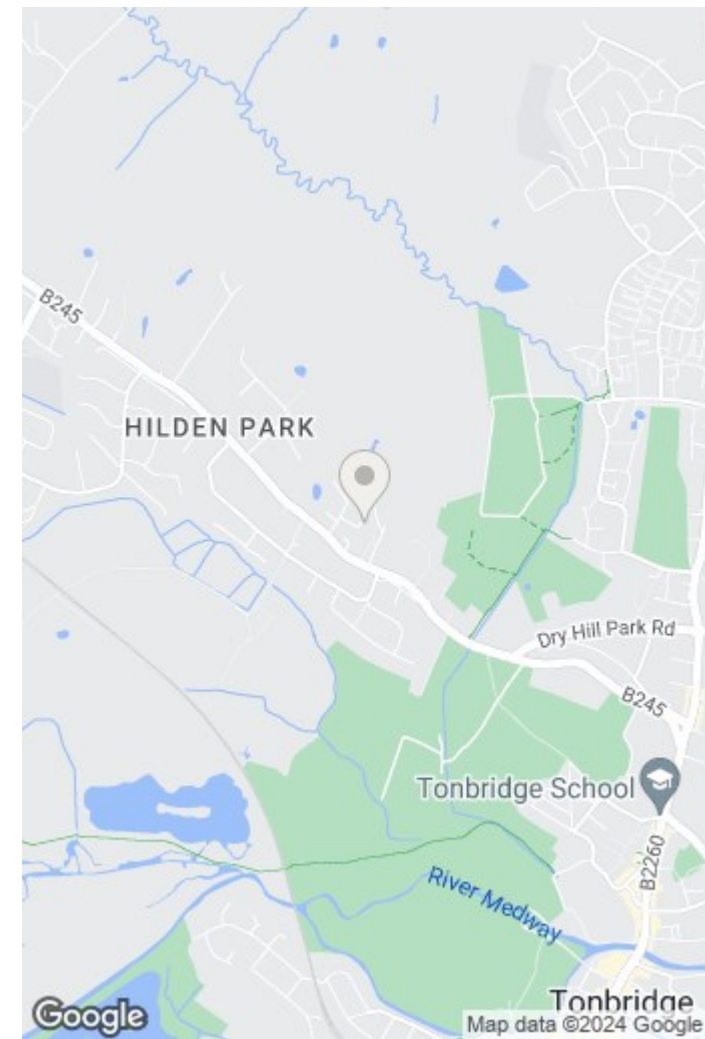 B245
HILDEN PARK
Dry Hill Park Rd
B245
Tonbridge School
B2260
River Medway
Tonbridge
Google
Map data ©2024 Google